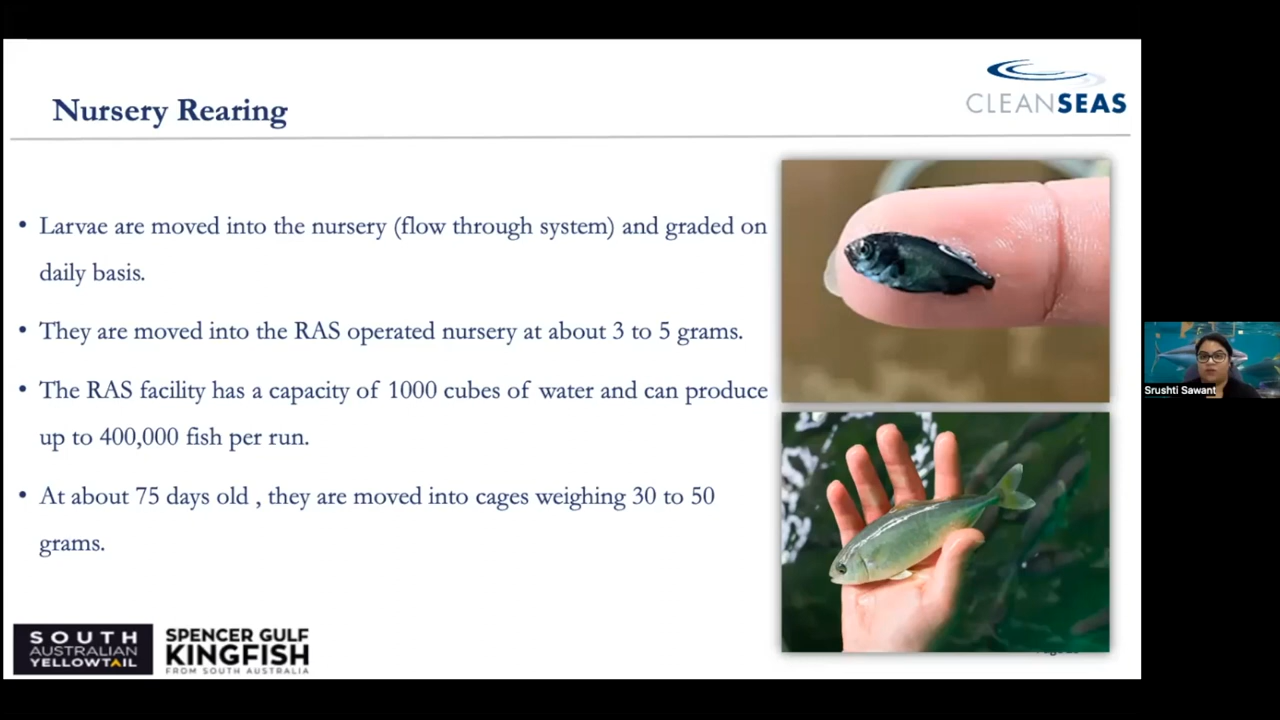 CLEANSEAS
Nursery Rearing
• Larvae are moved into the nursery (flow through system) and graded on
daily basis.
• They are moved into the RAS operated nursery at about 3 to 5 grams.
• The RAS facility has a capacity of 1000 cubes of water and can produce
up to 400,000 fish per run.
• At about 75 days old , they are moved into cages weighing 30 to 50
grams.
SOUTH
AUSTRALIAN
YELLOWTAIL
SPENCER GULF
KINGFISH
FROM SOUTH AUSTRALIA
Srushti Sawant